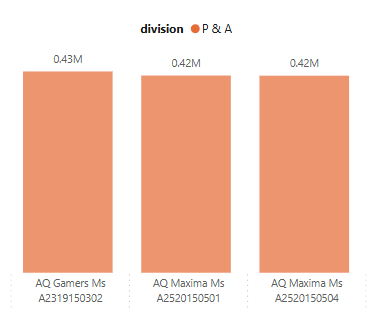 division P & A
0.43M
0.42M
0.42M
AQ Gamers Ms
A2319150302
AQ Maxima Ms
A2520150501
AQ Maxima Ms
A2520150504